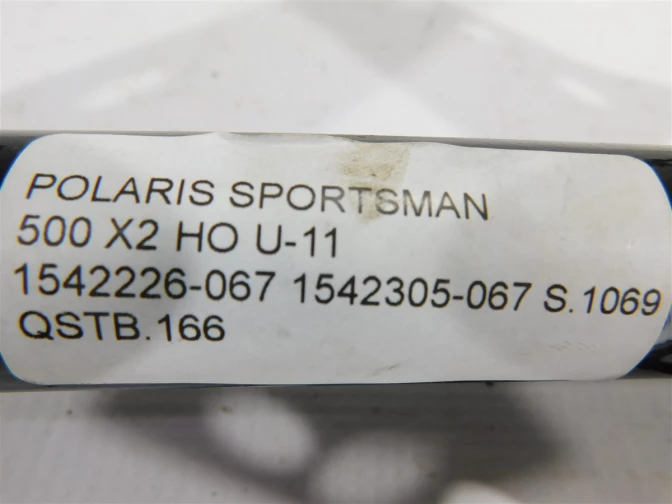 POLARIS SPORTSMAN
500 X2 HO U-11
1542226-067 1542305-067 S.1069
QSTB.166